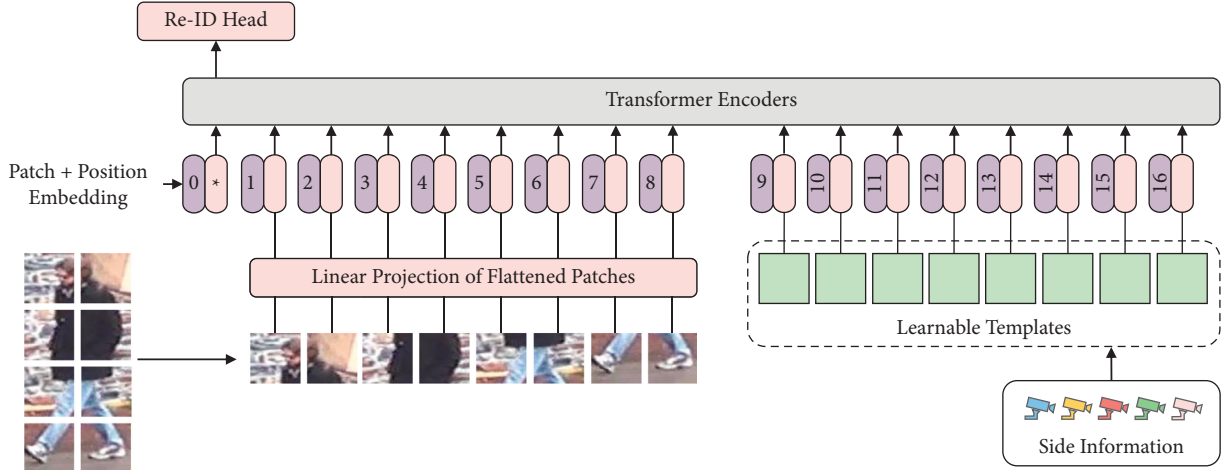 Re-ID Head
Transformer Encoders
Patch + Position
Embedding
0 * 1 2 3 4 5 6 7 8 9 10 11 12 13 14 15 16
Linear Projection of Flattened Patches
Learnable Templates
Side Information